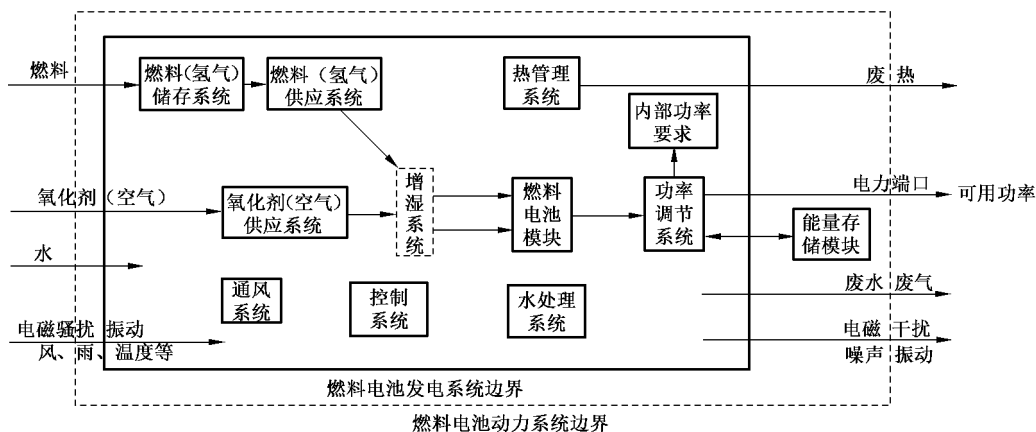 燃料
燃料(氢气)
储存系统
燃料(氢气)
供应系统
热管理
系统
废 热
内部功率
要求
氧化剂(空气)
氧化剂(空气)
供应系统
增
湿
系
统
燃料
电池
模块
功率
调节
系统
电力端口
可用功率
能量存
储模块
水
通风
系统
控制
系统
水处理
系统
废水 废气
电磁骚扰 振动
风、雨、温度等
电磁 干扰
噪声 振动
燃料电池发电系统边界
燃料电池动力系统边界